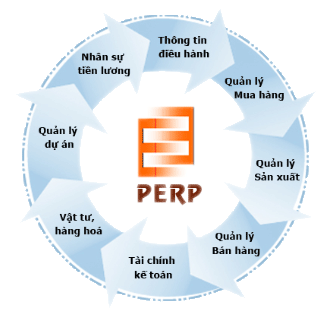 Thông tin
điều hành
Quản lý
Mua hàng
Quản lý
Sản xuất
Quản lý
Bán hàng
Tài chính
kế toán
Vật tư,
hàng hoá
Quản lý
dự án
Nhân sự
tiền lương
PERP